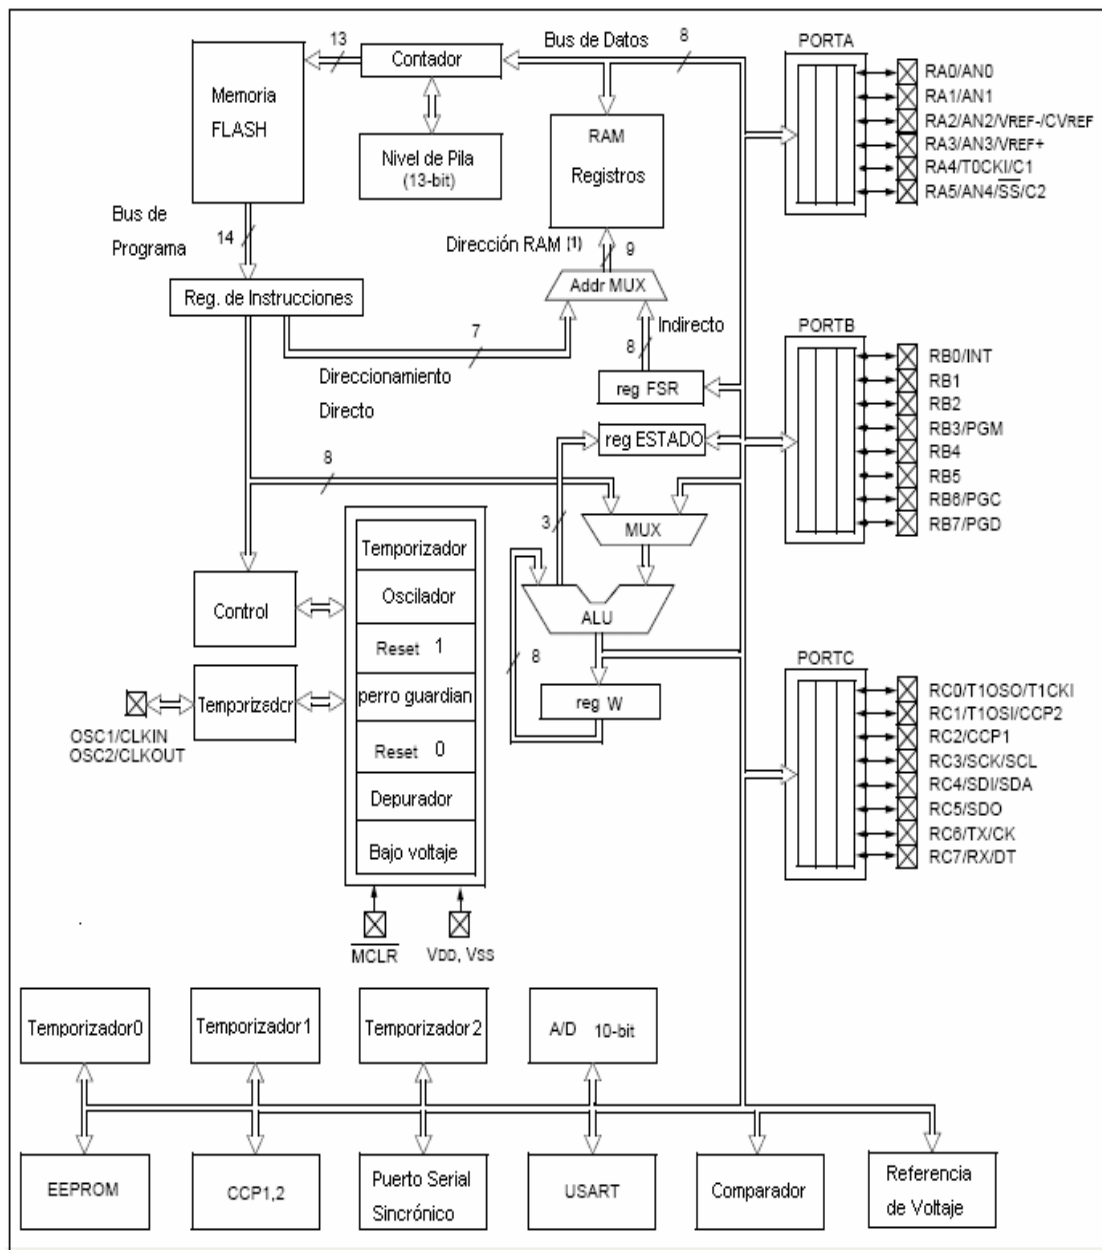 Memoria
FLASH
13
Contador
Bus de Datos
8
Nivel de Pila
(13-bit)
RAM
Registros
Bus de
Programa
14
Dirección RAM (1)
9
Addr MUX
Reg. de Instrucciones
7
Direccionamiento
Directo
Indirecto
8
reg FSR
reg ESTADO
8
3
MUX
ALU
8
reg W
Control
Temporizador
OSC1/CLKIN
OSC2/CLKOUT
Temporizador
Oscilador
Reset 1
perro guardian
Reset 0
Depurador
Bajo voltaje
MCLR
VDD, VSS
PORTA
RA0/AN0
RA1/AN1
RA2/AN2/VREF-/CVREF
RA3/AN3/VREF+
RA4/T0CKI/C1
RA5/AN4/SS/C2
PORTB
RB0/INT
RB1
RB2
RB3/PGM
RB4
RB5
RB6/PGC
RB7/PGD
PORTC
RC0/T1OSO/T1CKI
RC1/T1OSI/CCP2
RC2/CCP1
RC3/SCK/SCL
RC4/SDI/SDA
RC5/SDO
RC6/TX/CK
RC7/RX/DT
Temporizador0
Temporizador1
Temporizador2
A/D 10-bit
EEPROM
CCP1,2
Puerto Serial
Sincrónico
USART
Comparador
Referencia
de Voltaje